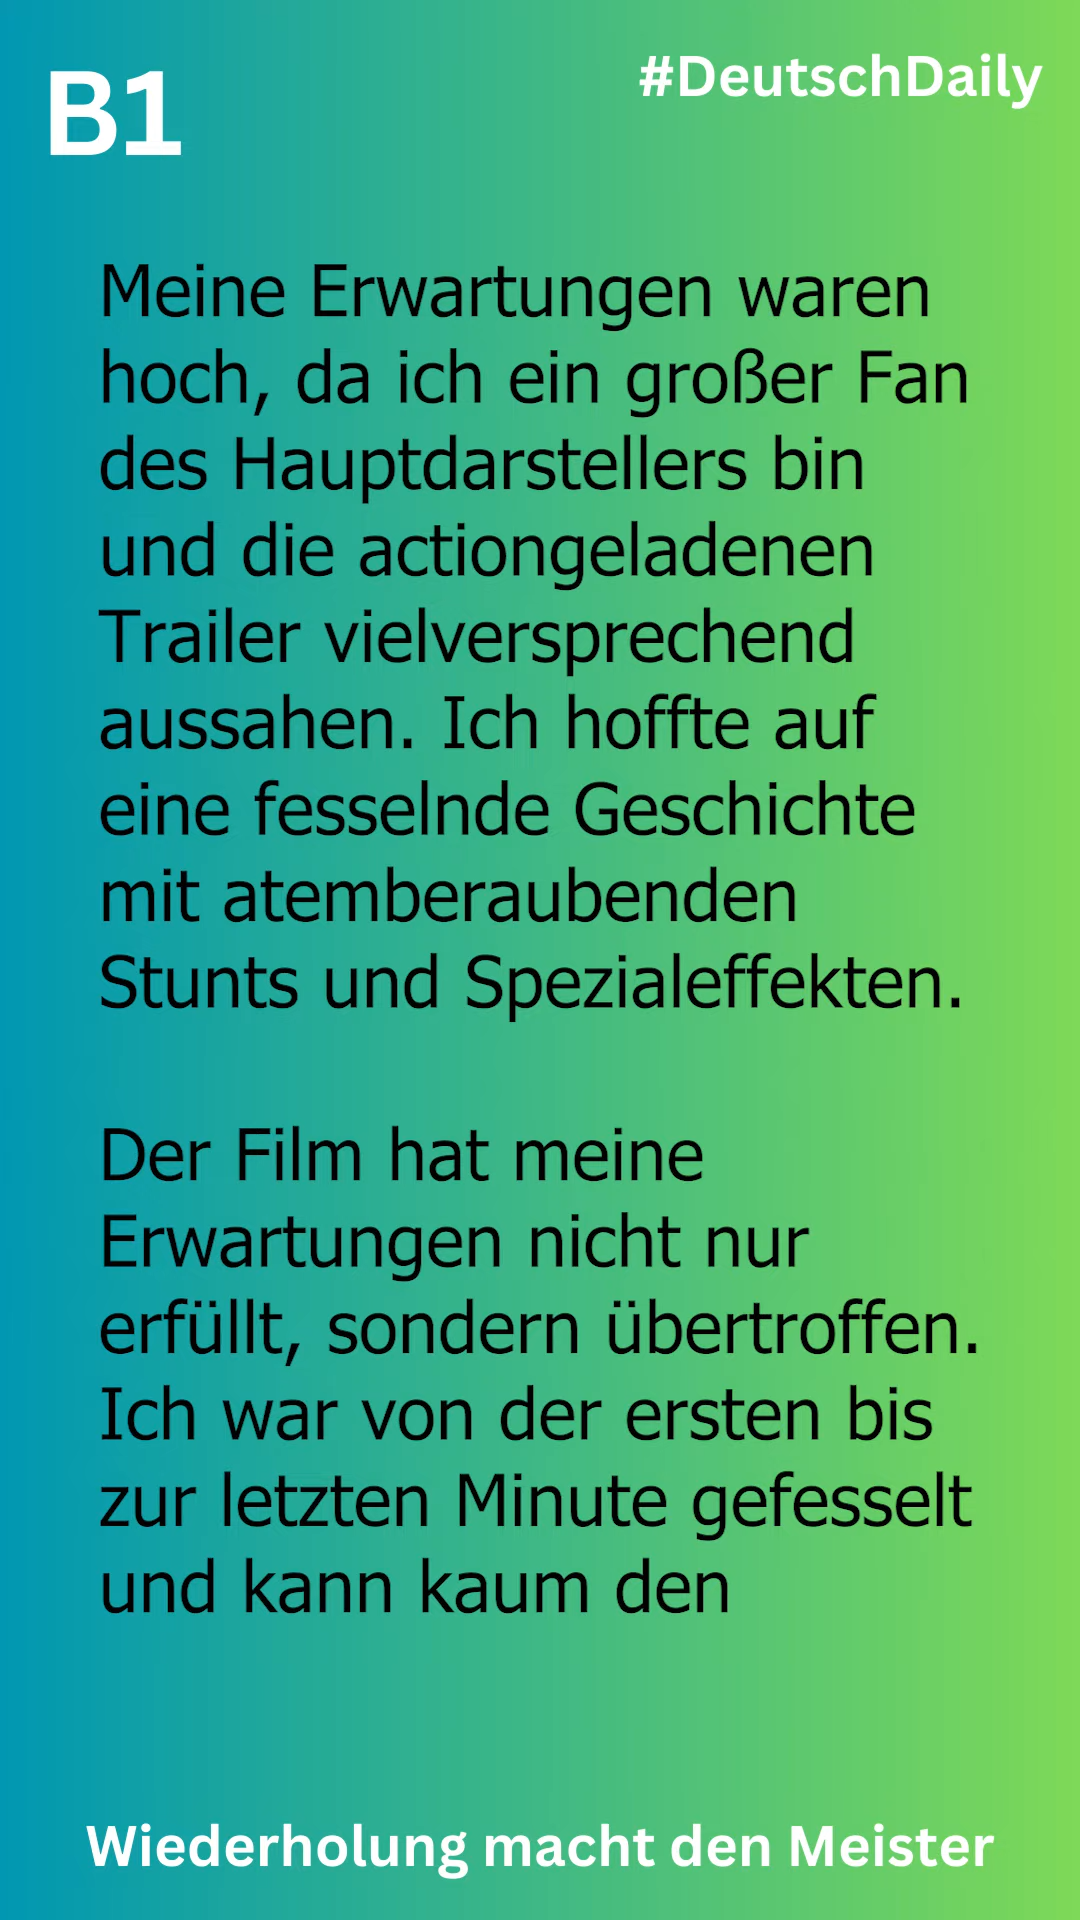 B1
#DeutschDaily
Meine Erwartungen waren
hoch, da ich ein großer Fan
des Hauptdarstellers bin
und die actiongeladenen
Trailer vielversprechend
aussahen. Ich hoffte auf
eine fesselnde Geschichte
mit atemberaubenden
Stunts und Spezialeffekten.
Der Film hat meine
Erwartungen nicht nur
erfüllt, sondern übertroffen.
Ich war von der ersten bis
zur letzten Minute gefesselt
und kann kaum den
Wiederholung macht den Meister